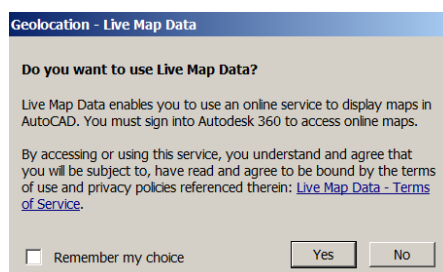 Geolocation - Live Map Data
Do you want to use Live Map Data?
Live Map Data enables you to use an online service to display maps in
AutoCAD. You must sign into Autodesk 360 to access online maps.
By accessing or using this service, you understand and agree that
you will be subject to, have read and agree to be bound by the terms
of use and privacy policies referenced therein: Live Map Data - Terms
of Service.
Remember my choice Yes No